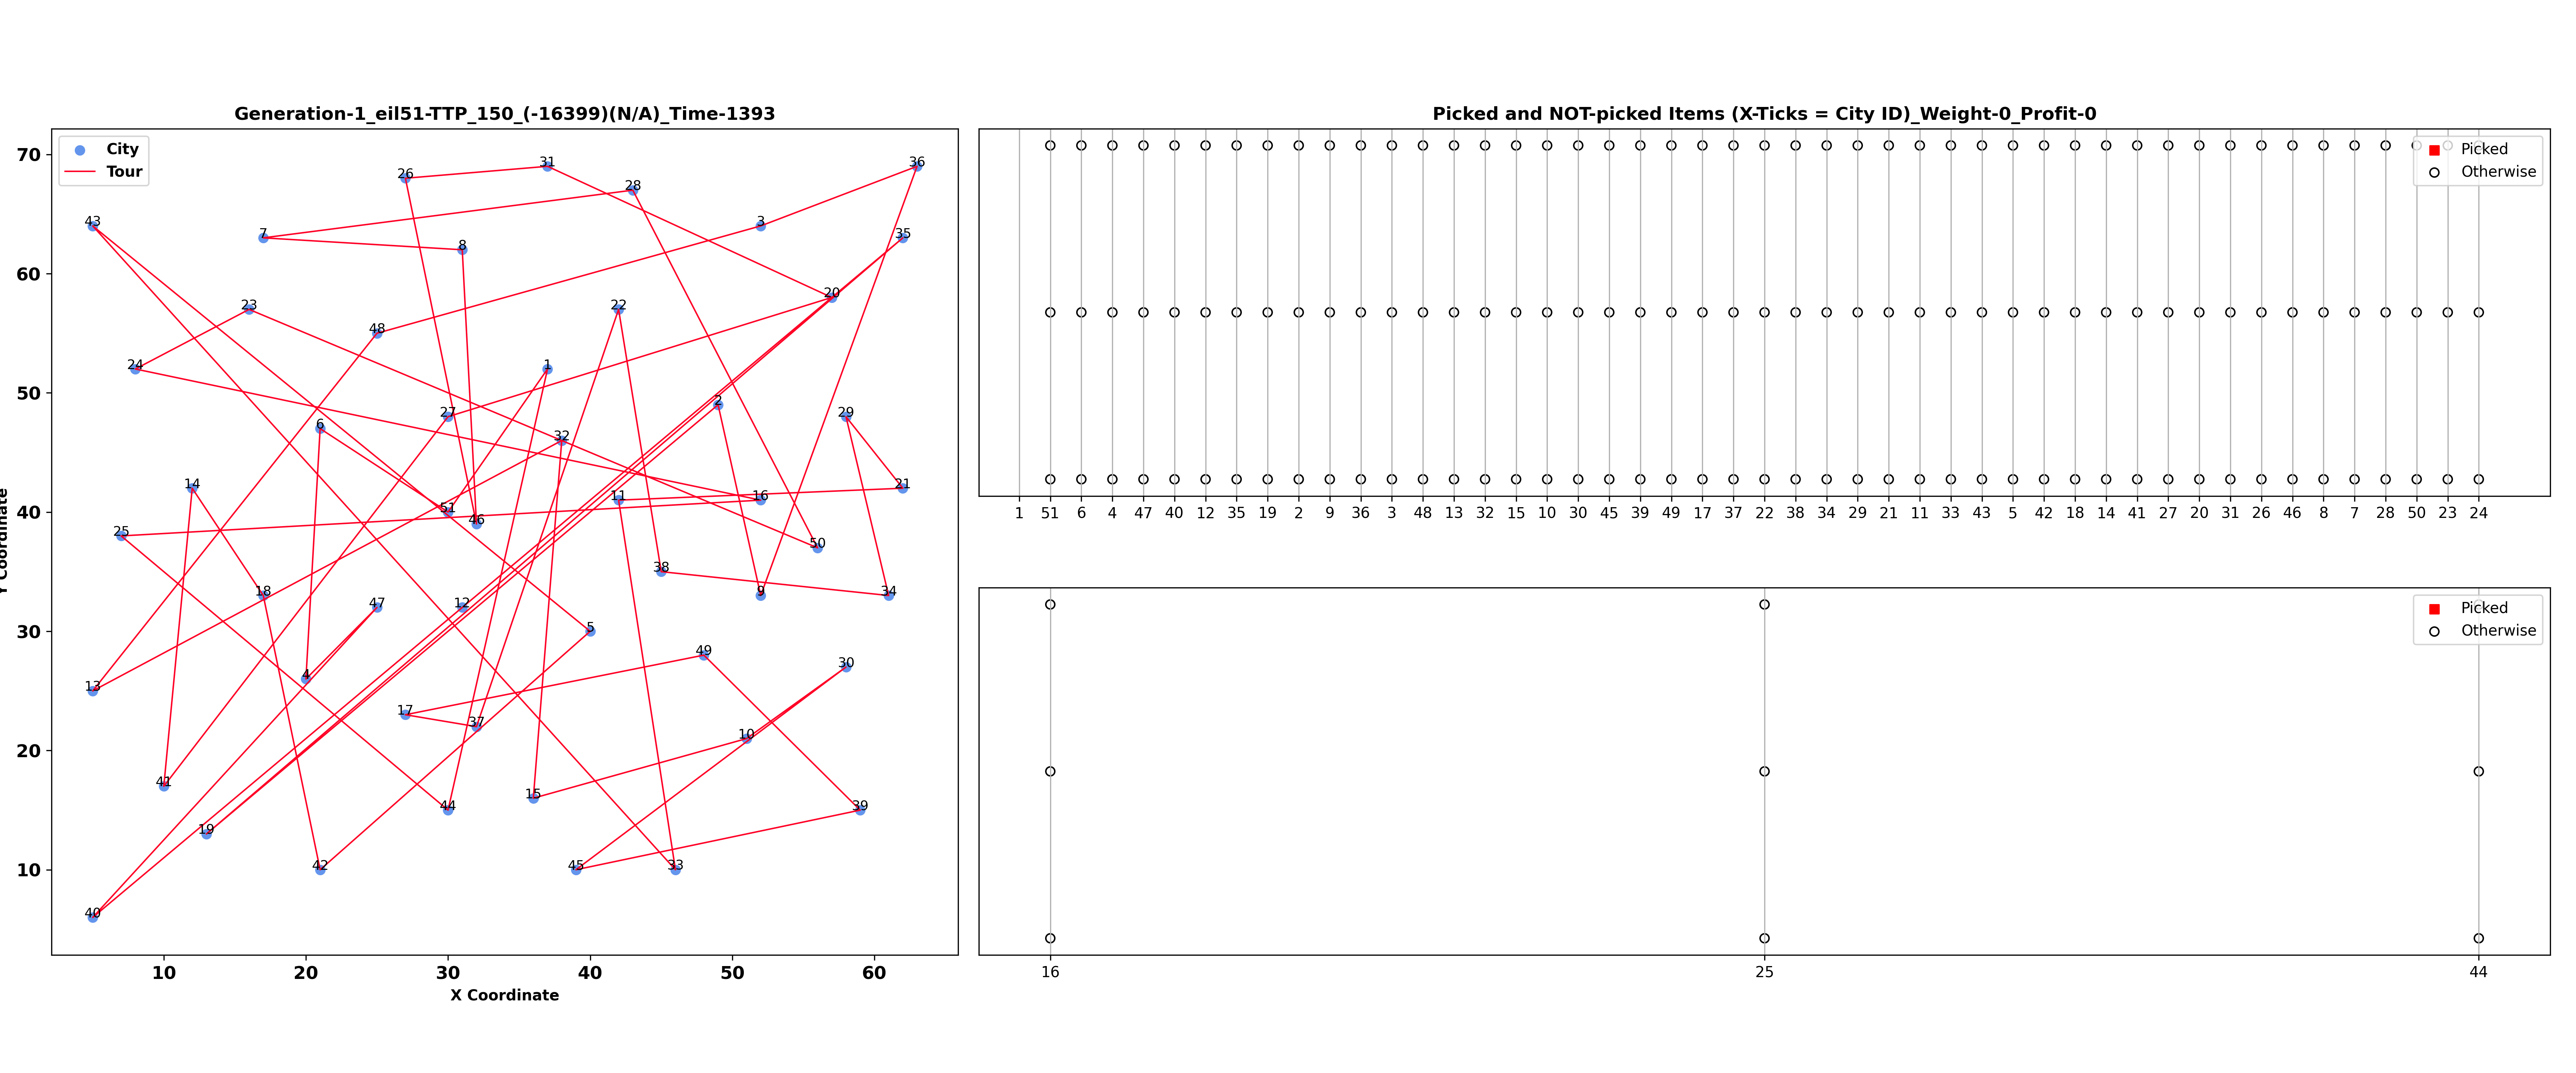 Generation-1_eil51-TTP_150_(-16399)(N/A)_Time-1393
City
Tour
70
60
50
40
30
20
10
Y Coordinate
26 31 28 36
43 7 8 3 35
23 48 22 20
24 1
6 27 32 2 29
14 51 46 11 16 21
25 38 50
18 47 12 5 9 34
13 4 49 30
17 37 10
41 44 15 39
19 42 45 33
40
10 20 30 40 50 60
X Coordinate
Picked and NOT-picked Items (X-Ticks = City ID)_Weight-0_Profit-0
Picked
Otherwise
1 51 6 4 47 40 12 35 19 2 9 36 3 48 13 32 15 10 30 45 39 49 17 37 22 38 34 29 21 11 33 43 5 42 18 14 41 27 20 31 26 46 8 7 28 50 23 24
Picked
Otherwise
16 25 44